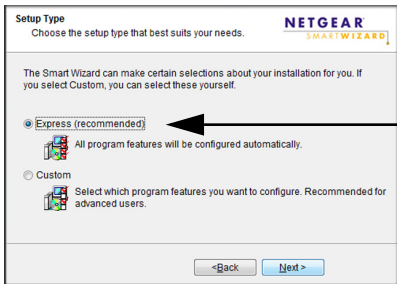 Setup Type
Choose the setup type that best suits your needs.
NETGEAR
SMARTWIZARD
The Smart Wizard can make certain selections about your installation for you. If
you select Custom, you can select these yourself.
Express (recommended)
All program features will be configured automatically.
Custom
Select which program features you want to configure. Recommended for
advanced users.
<Back
Next >